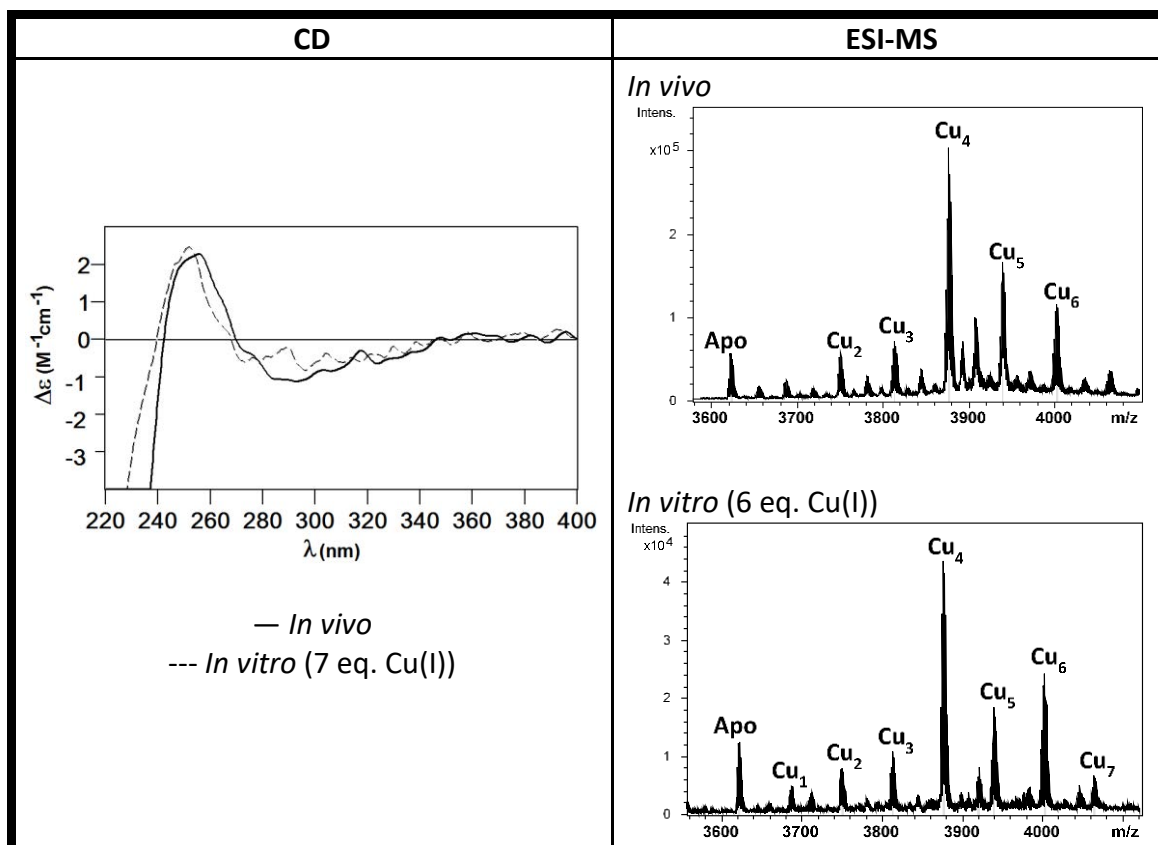 CD
ESI-MS
In vivo
Intens.
x10⁵
2
1
0
Apo
Cu₂
Cu₃
Cu₄
Cu₅
Cu₆
3600 3700 3800 3900 4000 m/z
Δε (M⁻¹cm⁻¹)
2
1
0
-1
-2
-3
220 240 260 280 300 320 340 360 380 400
λ (nm)
— In vivo
--- In vitro (7 eq. Cu(I))
In vitro (6 eq. Cu(I))
Intens.
x10⁴
4
3
2
1
0
Apo
Cu₁
Cu₂
Cu₃
Cu₄
Cu₅
Cu₆
Cu₇
3600 3700 3800 3900 4000 m/z